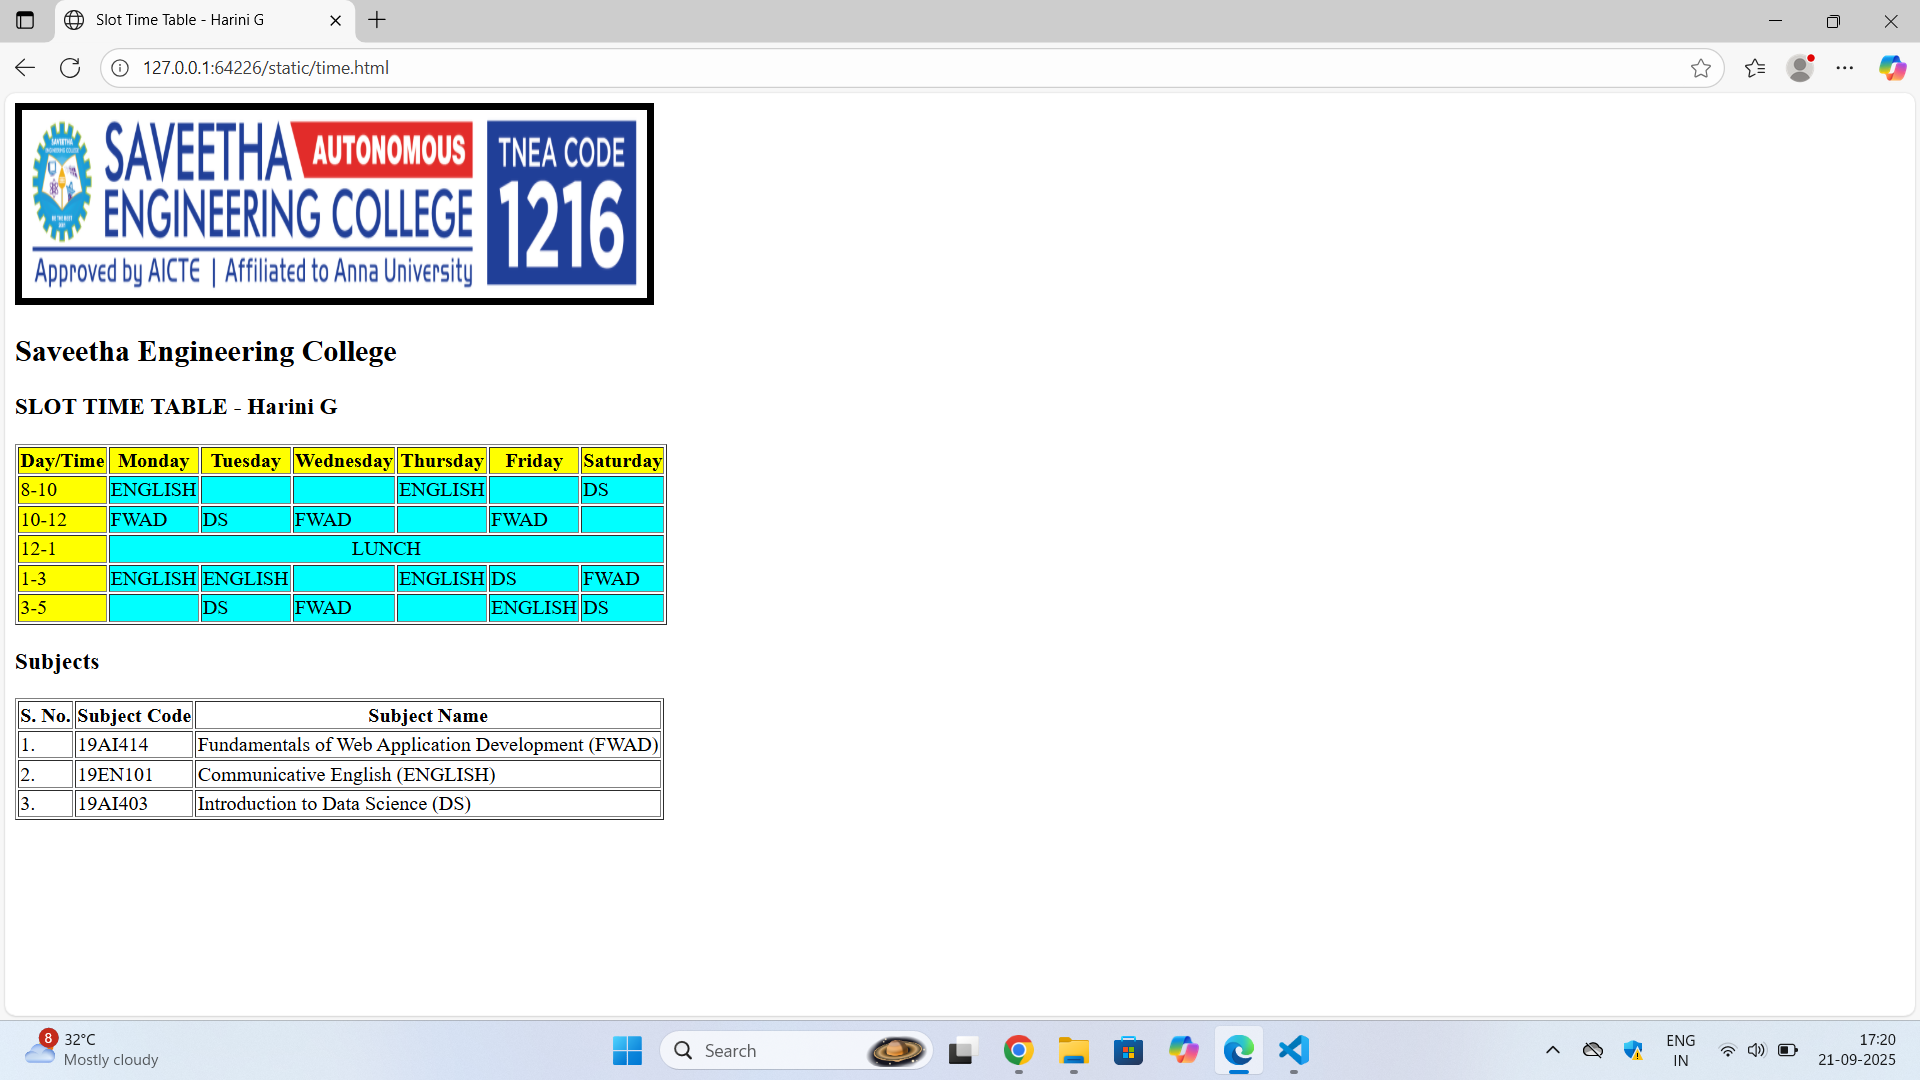 Slot Time Table - Harini G
127.0.0.1:64226/static/time.html
SAVEETHA AUTONOMOUS
ENGINEERING COLLEGE
Approved by AICTE | Affiliated to Anna University
TNEA CODE
1216
SAVEETHA
Saveetha Engineering College
SLOT TIME TABLE - Harini G
Day/Time Monday Tuesday Wednesday Thursday Friday Saturday
8-10 ENGLISH ENGLISH DS
10-12 FWAD DS FWAD FWAD
12-1 LUNCH
1-3 ENGLISH ENGLISH ENGLISH DS FWAD
3-5 DS FWAD ENGLISH DS
Subjects
S. No. Subject Code Subject Name
1. 19AI414 Fundamentals of Web Application Development (FWAD)
2. 19EN101 Communicative English (ENGLISH)
3. 19AI403 Introduction to Data Science (DS)
8
32°C
Mostly cloudy
Search
ENG
IN
17:20
21-09-2025